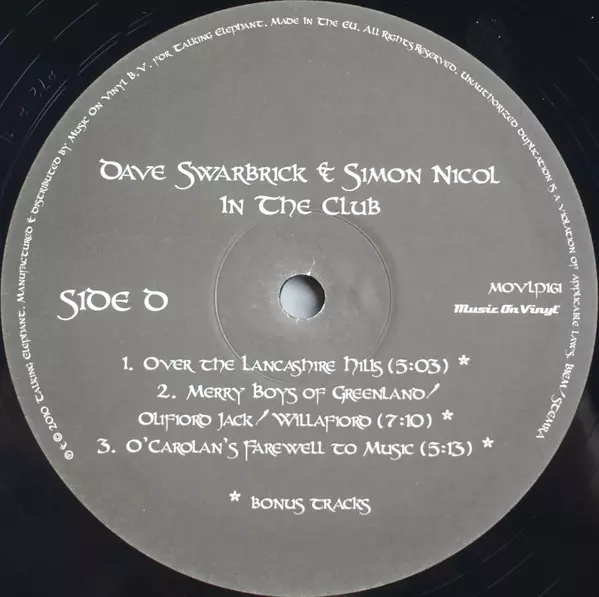 ℗ © 2010 Talking Elephant. Manufactured & distributed by Music On Vinyl B.V. for Talking Elephant. Made in the EU. All Rights Reserved. Unauthorized duplication is a violation of applicable laws. Biem/Stemra
Dave Swarbrick & Simon Nicol
In The Club
Side D
MOVLP161
Music On Vinyl
1. Over the Lancashire Hills (5:03) *
2. Merry Boys of Greenland/
Olifiord Jack/ Willafiord (7:10) *
3. O'Carolan's Farewell to Music (5:13) *
* bonus tracks